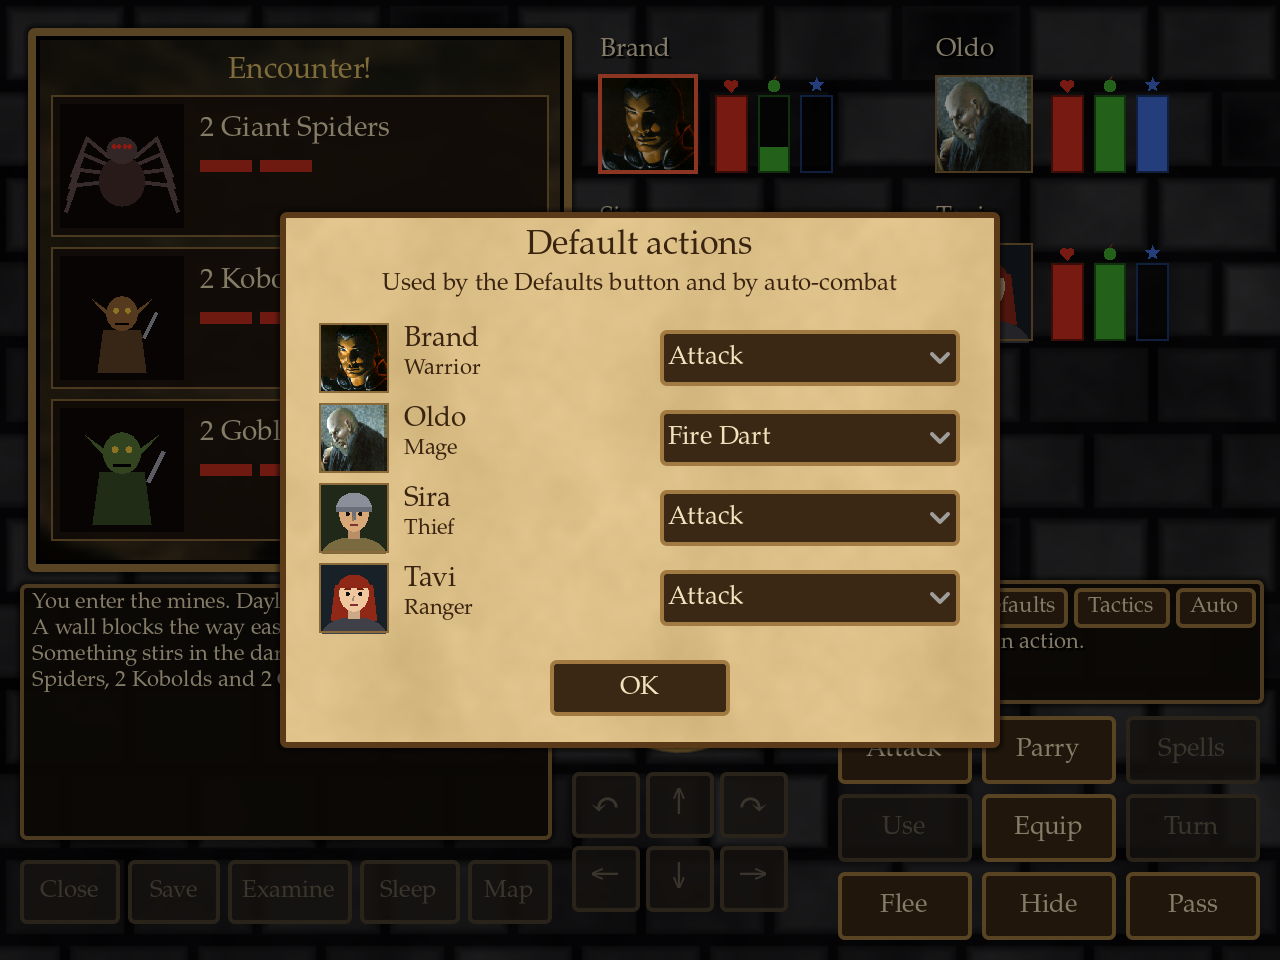 Encounter!
2 Giant Spiders
2 Kobo
2 Gobl
Brand
Oldo
Default actions
Used by the Defaults button and by auto-combat
Brand
Warrior
Attack
Oldo
Mage
Fire Dart
Sira
Thief
Attack
Tavi
Ranger
Attack
OK
You enter the mines. Dayl
A wall blocks the way eas
Something stirs in the dar
Spiders, 2 Kobolds and 2
faults
Tactics
Auto
n action.
Attack
Parry
Spells
Use
Equip
Turn
Flee
Hide
Pass
Close
Save
Examine
Sleep
Map